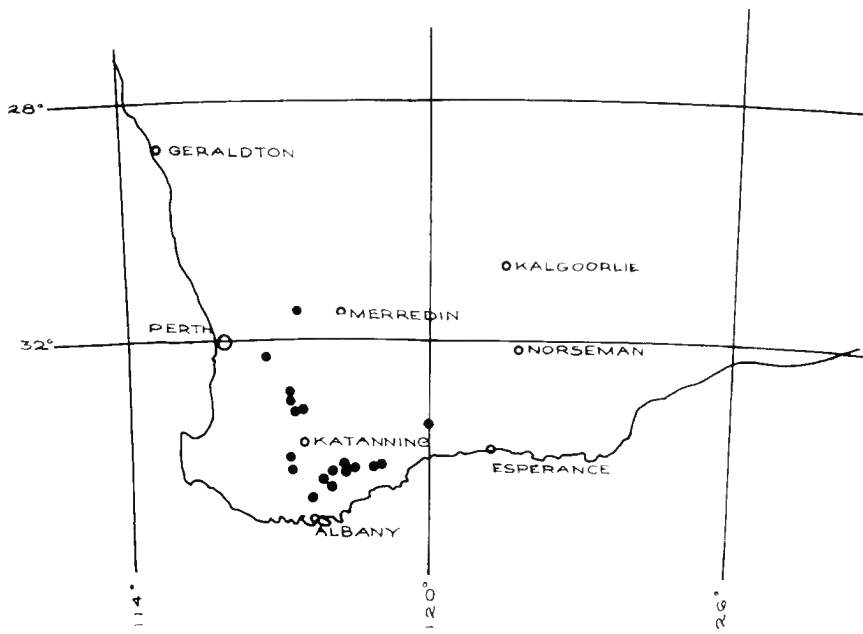 28°
GERALDTON
KALGOORLIE
MERREDIN
PERTH
32°
NORSEMAN
KATANNING
ESPERANCE
ALBANY
114°
120°
126°